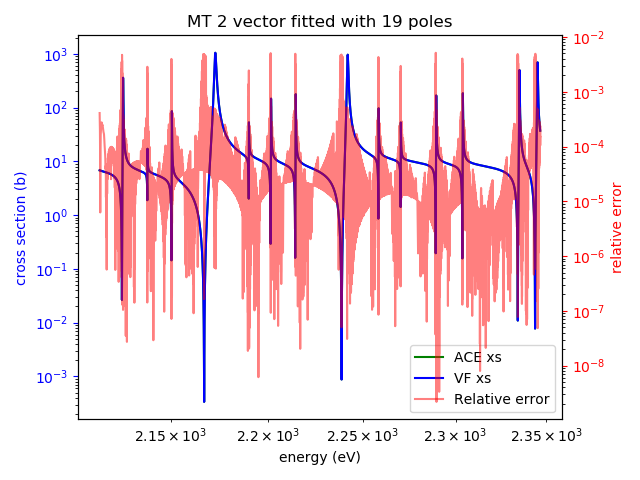 MT 2 vector fitted with 19 poles
cross section (b)
10³
10²
10¹
10⁰
10⁻¹
10⁻²
10⁻³
10⁻²
10⁻³
10⁻⁴
10⁻⁵
10⁻⁶
10⁻⁷
10⁻⁸
relative error
ACE xs
VF xs
Relative error
2.15 × 10³ 2.2 × 10³ 2.25 × 10³ 2.3 × 10³ 2.35 × 10³
energy (eV)